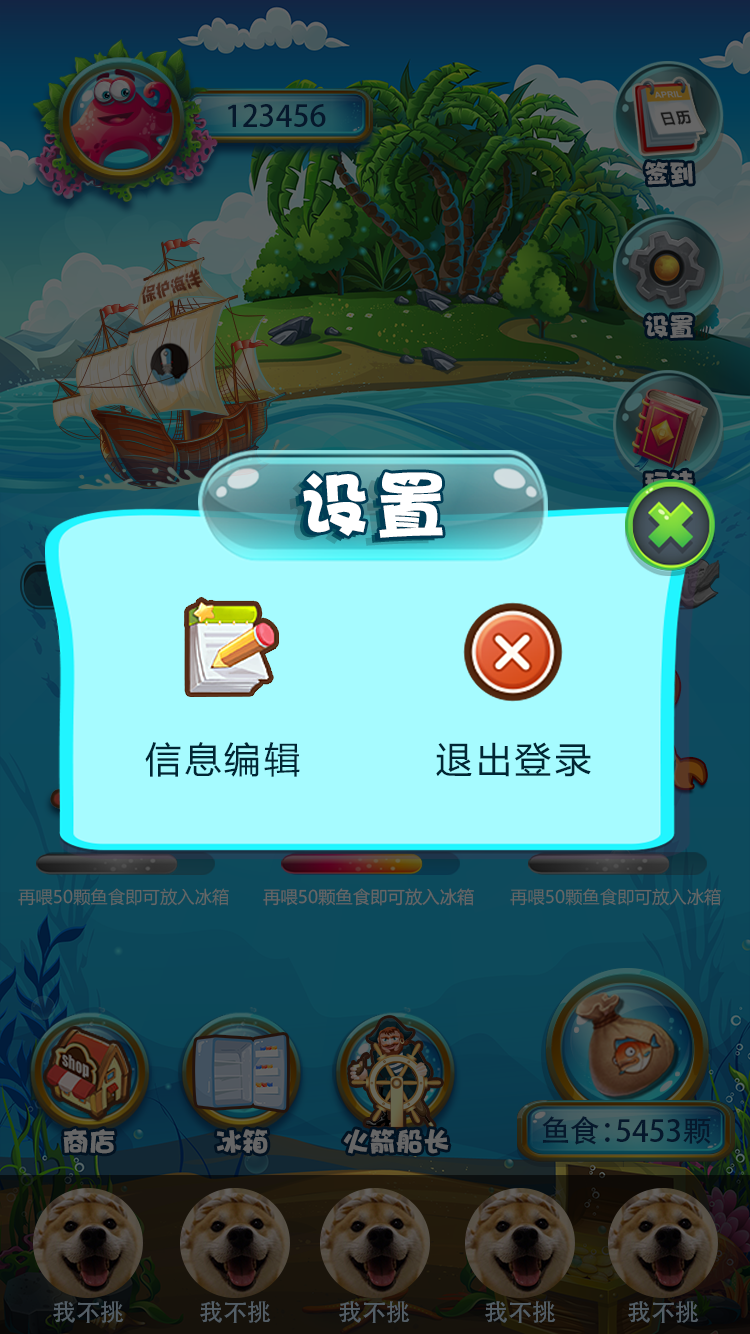 123456
APRIL
日历
签到
保护海洋
设置
玩法
设置
信息编辑
退出登录
再喂50颗鱼食即可放入冰箱
再喂50颗鱼食即可放入冰箱
再喂50颗鱼食即可放入冰箱
shop
商店
冰箱
火箭船长
鱼食:5453颗
我不挑
我不挑
我不挑
我不挑
我不挑